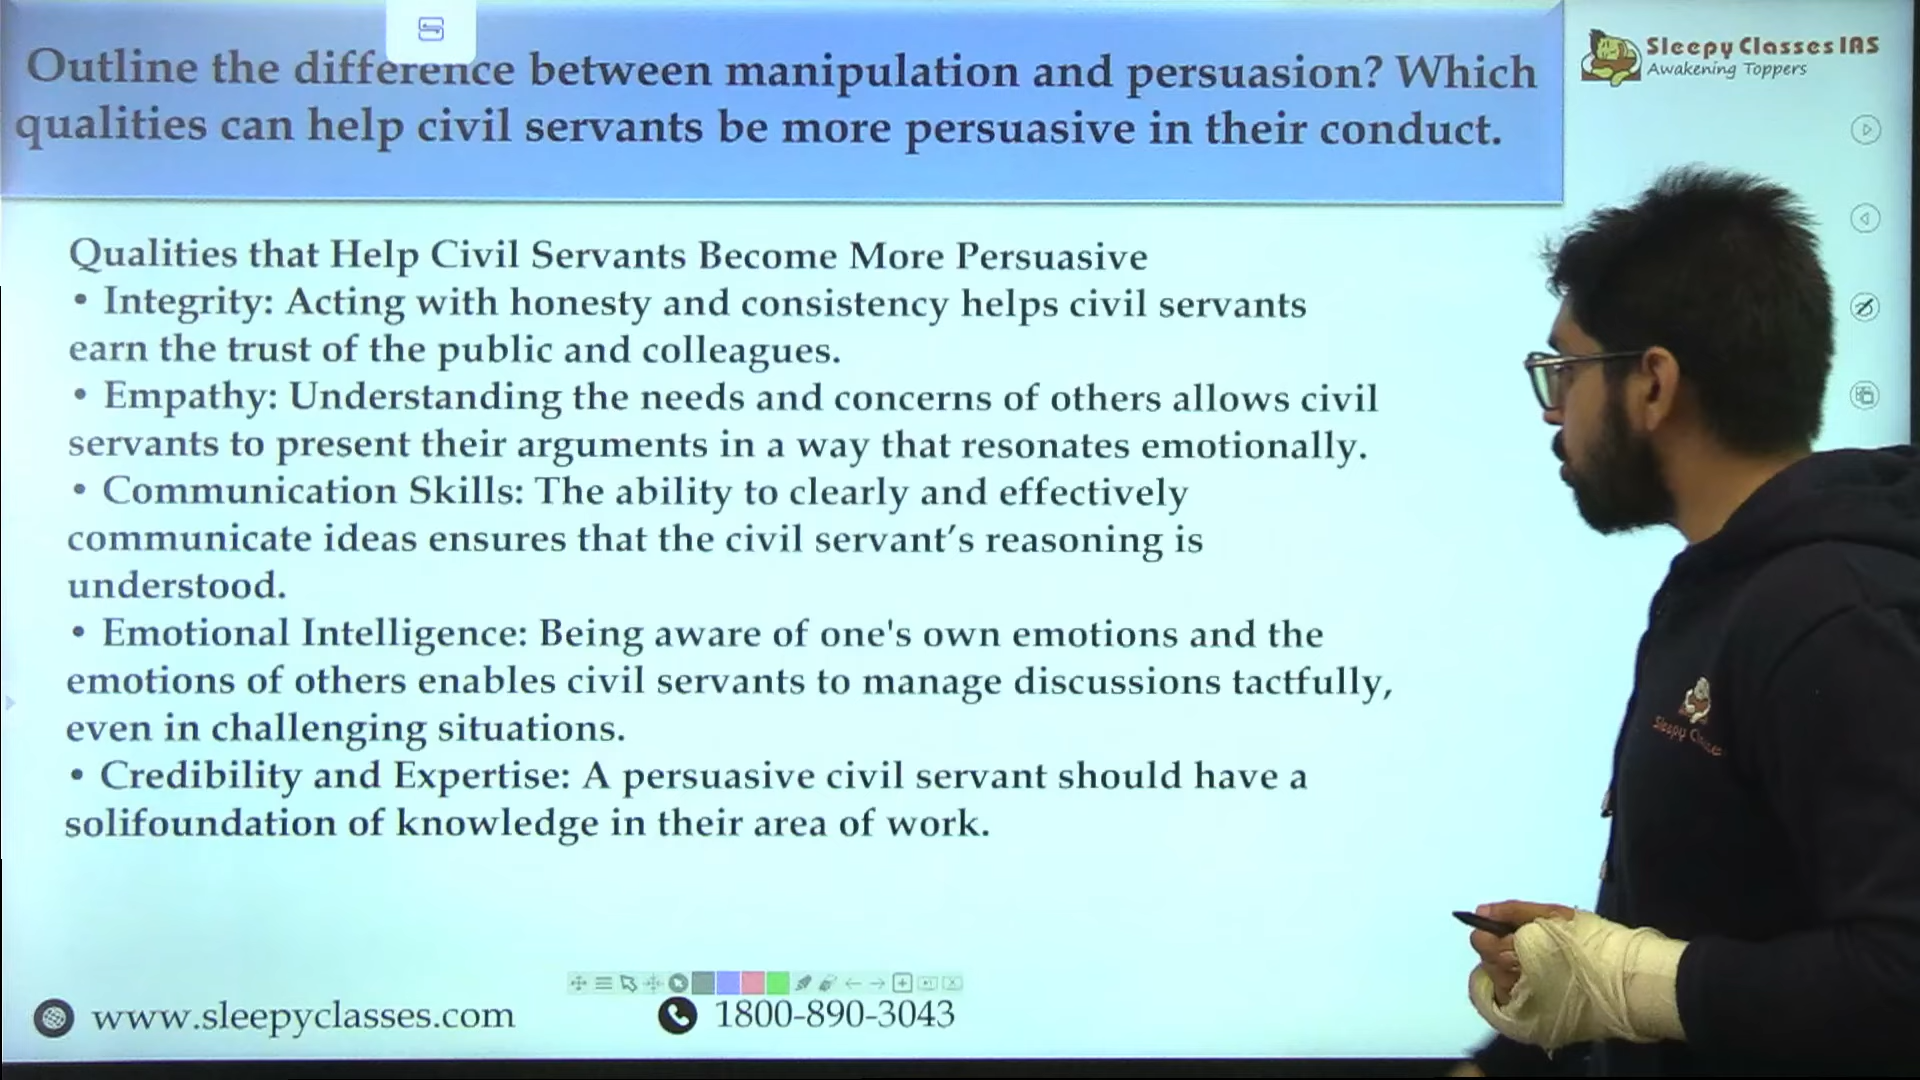 Outline the difference between manipulation and persuasion? Which
qualities can help civil servants be more persuasive in their conduct.
Sleepy Classes IAS
Awakening Toppers
Qualities that Help Civil Servants Become More Persuasive
• Integrity: Acting with honesty and consistency helps civil servants
earn the trust of the public and colleagues.
• Empathy: Understanding the needs and concerns of others allows civil
servants to present their arguments in a way that resonates emotionally.
• Communication Skills: The ability to clearly and effectively
communicate ideas ensures that the civil servant’s reasoning is
understood.
• Emotional Intelligence: Being aware of one's own emotions and the
emotions of others enables civil servants to manage discussions tactfully,
even in challenging situations.
• Credibility and Expertise: A persuasive civil servant should have a
solifoundation of knowledge in their area of work.
Sleepy Classes
www.sleepyclasses.com
1800-890-3043